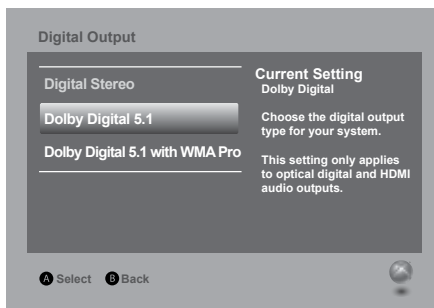 Digital Output
Digital Stereo
Dolby Digital 5.1
Dolby Digital 5.1 with WMA Pro
Current Setting
Dolby Digital
Choose the digital output
type for your system.
This setting only applies
to optical digital and HDMI
audio outputs.
A Select B Back